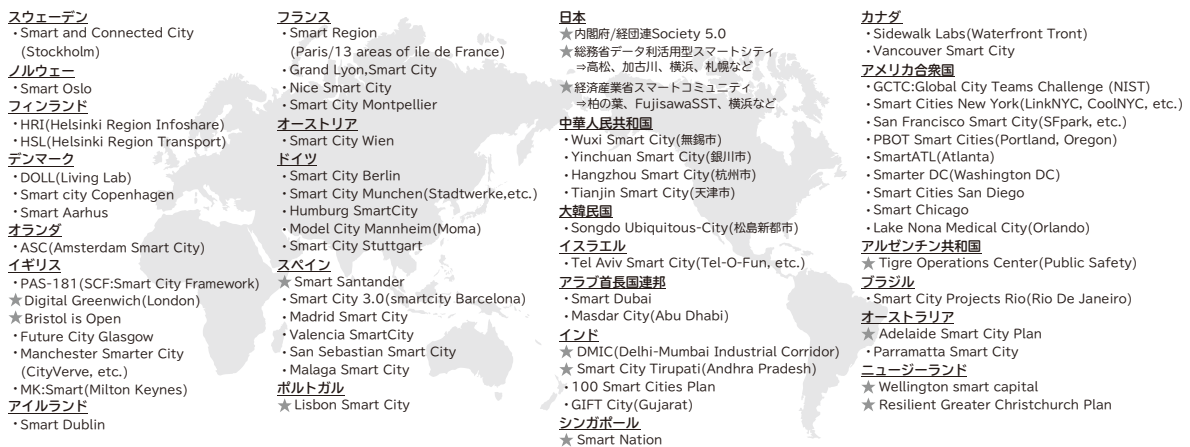 スウェーデン
・Smart and Connected City
(Stockholm)
ノルウェー
・Smart Oslo
フィンランド
・HRI(Helsinki Region Infoshare)
・HSL(Helsinki Region Transport)
デンマーク
・DOLL(Living Lab)
・Smart city Copenhagen
・Smart Aarhus
オランダ
・ASC(Amsterdam Smart City)
イギリス
・PAS-181(SCF:Smart City Framework)
★Digital Greenwich(London)
★Bristol is Open
・Future City Glasgow
・Manchester Smarter City
(CityVerve, etc.)
・MK:Smart(Milton Keynes)
アイルランド
・Smart Dublin
フランス
・Smart Region
(Paris/13 areas of ile de France)
・Grand Lyon,Smart City
・Nice Smart City
・Smart City Montpellier
オーストリア
・Smart City Wien
ドイツ
・Smart City Berlin
・Smart City Munchen(Stadtwerke,etc.)
・Humburg SmartCity
・Model City Mannheim(Moma)
・Smart City Stuttgart
スペイン
★Smart Santander
・Smart City 3.0(smartcity Barcelona)
・Madrid Smart City
・Valencia SmartCity
・San Sebastian Smart City
・Malaga Smart City
ポルトガル
★Lisbon Smart City
日本
★内閣府/経団連Society 5.0
★総務省データ利活用型スマートシティ
⇒高松、加古川、横浜、札幌など
★経済産業省スマートコミュニティ
⇒柏の葉、FujisawaSST、横浜など
中華人民共和国
・Wuxi Smart City(無錫市)
・Yinchuan Smart City(銀川市)
・Hangzhou Smart City(杭州市)
・Tianjin Smart City(天津市)
大韓民国
・Songdo Ubiquitous-City(松島新都市)
イスラエル
・Tel Aviv Smart City(Tel-O-Fun, etc.)
アラブ首長国連邦
・Smart Dubai
・Masdar City(Abu Dhabi)
インド
★DMIC(Delhi-Mumbai Industrial Corridor)
★Smart City Tirupati(Andhra Pradesh)
・100 Smart Cities Plan
・GIFT City(Gujarat)
シンガポール
★Smart Nation
カナダ
・Sidewalk Labs(Waterfront Tront)
・Vancouver Smart City
アメリカ合衆国
・GCTC:Global City Teams Challenge (NIST)
・Smart Cities New York(LinkNYC, CoolNYC, etc.)
・San Francisco Smart City(SFpark, etc.)
・PBOT Smart Cities(Portland, Oregon)
・SmartATL(Atlanta)
・Smarter DC(Washington DC)
・Smart Cities San Diego
・Smart Chicago
・Lake Nona Medical City(Orlando)
アルゼンチン共和国
★Tigre Operations Center(Public Safety)
ブラジル
・Smart City Projects Rio(Rio De Janeiro)
オーストラリア
★Adelaide Smart City Plan
・Parramatta Smart City
ニュージーランド
★Wellington smart capital
★Resilient Greater Christchurch Plan